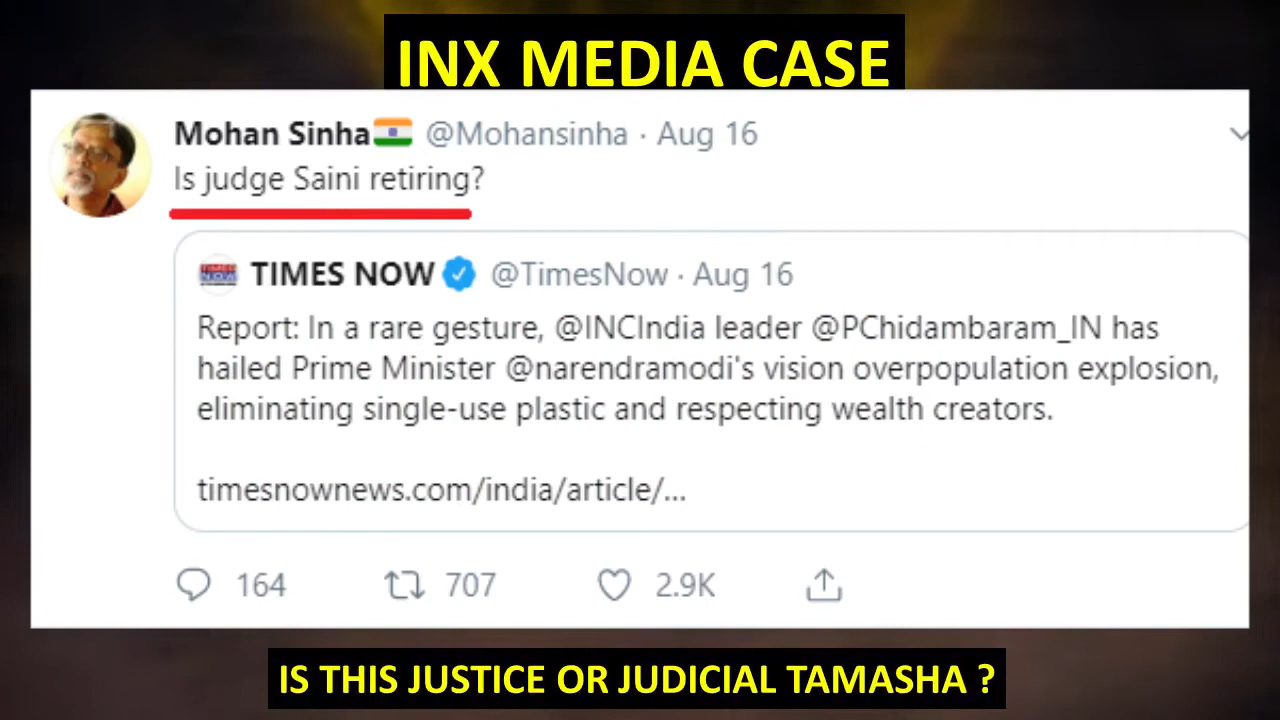 INX MEDIA CASE
Mohan Sinha @Mohansinha · Aug 16
Is judge Saini retiring?
TIMES NOW
TIMES NOW @TimesNow · Aug 16
Report: In a rare gesture, @INCIndia leader @PChidambaram_IN has
hailed Prime Minister @narendramodi's vision overpopulation explosion,
eliminating single-use plastic and respecting wealth creators.
timesnownews.com/india/article/...
164 707 2.9K
IS THIS JUSTICE OR JUDICIAL TAMASHA ?